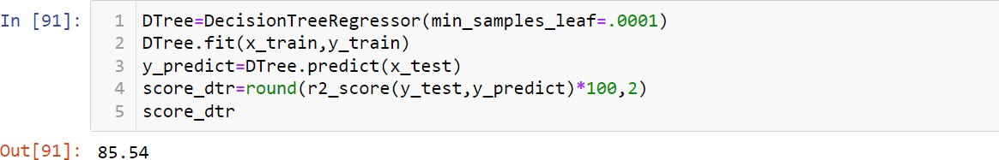 In [91]:
1 DTree=DecisionTreeRegressor(min_samples_leaf=.0001)
2 DTree.fit(x_train,y_train)
3 y_predict=DTree.predict(x_test)
4 score_dtr=round(r2_score(y_test,y_predict)*100,2)
5 score_dtr
Out[91]: 85.54